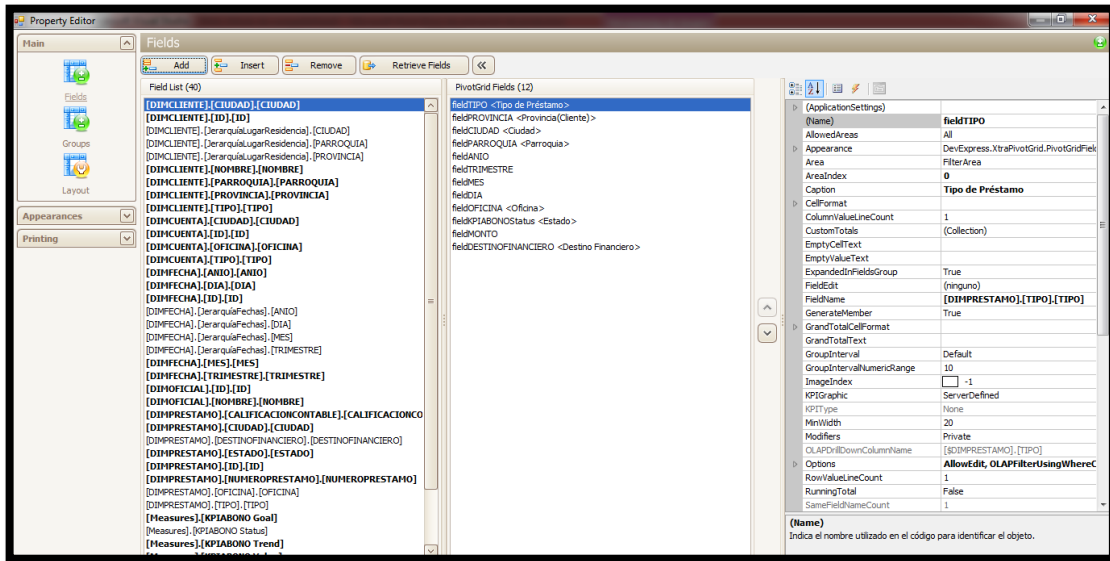 Property Editor
Main
Fields
Groups
Layout
Appearances
Printing
Fields
Add
Insert
Remove
Retrieve Fields
Field List (40)
[DIMCLIENTE].[CIUDAD].[CIUDAD]
[DIMCLIENTE].[ID].[ID]
[DIMCLIENTE].[JerarquíaLugarResidencia].[CIUDAD]
[DIMCLIENTE].[JerarquíaLugarResidencia].[PARROQUIA]
[DIMCLIENTE].[JerarquíaLugarResidencia].[PROVINCIA]
[DIMCLIENTE].[NOMBRE].[NOMBRE]
[DIMCLIENTE].[PARROQUIA].[PARROQUIA]
[DIMCLIENTE].[PROVINCIA].[PROVINCIA]
[DIMCLIENTE].[TIPO].[TIPO]
[DIMCUENTA].[CIUDAD].[CIUDAD]
[DIMCUENTA].[ID].[ID]
[DIMCUENTA].[OFICINA].[OFICINA]
[DIMCUENTA].[TIPO].[TIPO]
[DIMFECHA].[ANIO].[ANIO]
[DIMFECHA].[DIA].[DIA]
[DIMFECHA].[ID].[ID]
[DIMFECHA].[JerarquíaFechas].[ANIO]
[DIMFECHA].[JerarquíaFechas].[DIA]
[DIMFECHA].[JerarquíaFechas].[MES]
[DIMFECHA].[JerarquíaFechas].[TRIMESTRE]
[DIMFECHA].[MES].[MES]
[DIMFECHA].[TRIMESTRE].[TRIMESTRE]
[DIMOFICIAL].[ID].[ID]
[DIMOFICIAL].[NOMBRE].[NOMBRE]
[DIMPRESTAMO].[CALIFICACIONCONTABLE].[CALIFICACIONCO
[DIMPRESTAMO].[CIUDAD].[CIUDAD]
[DIMPRESTAMO].[DESTINOFINANCIERO].[DESTINOFINANCIERO]
[DIMPRESTAMO].[ESTADO].[ESTADO]
[DIMPRESTAMO].[ID].[ID]
[DIMPRESTAMO].[NUMEROPRESTAMO].[NUMEROPRESTAMO]
[DIMPRESTAMO].[OFICINA].[OFICINA]
[DIMPRESTAMO].[TIPO].[TIPO]
[Measures].[KPIABONO Goal]
[Measures].[KPIABONO Status]
[Measures].[KPIABONO Trend]
PivotGrid Fields (12)
fieldTIPO <Tipo de Préstamo>
fieldPROVINCIA <Provincia(Cliente)>
fieldCIUDAD <Ciudad>
fieldPARROQUIA <Parroquia>
fieldANIO
fieldTRIMESTRE
fieldMES
fieldDIA
fieldOFICINA <Oficina>
fieldKPIABONOStatus <Estado>
fieldMONTO
fieldDESTINOFINANCIERO <Destino Financiero>
(ApplicationSettings)
(Name) fieldTIPO
AllowedAreas All
Appearance DevExpress.XtraPivotGrid.PivotGridField
Area FilterArea
AreaIndex 0
Caption Tipo de Préstamo
CellFormat
ColumnValueLineCount 1
CustomTotals (Collection)
EmptyCellText
EmptyValueText
ExpandedInFieldsGroup True
FieldEdit (ninguno)
FieldName [DIMPRESTAMO].[TIPO].[TIPO]
GenerateMember True
GrandTotalCellFormat
GrandTotalText
GroupInterval Default
GroupIntervalNumericRange 10
ImageIndex -1
KPIGraphic ServerDefined
KPIType None
MinWidth 20
Modifiers Private
OLAPDrillDownColumnName [$DIMPRESTAMO].[TIPO]
Options AllowEdit, OLAPFilterUsingWhereC
RowValueLineCount 1
RunningTotal False
SameFieldNameCount 1
(Name)
Indica el nombre utilizado en el código para identificar el objeto.